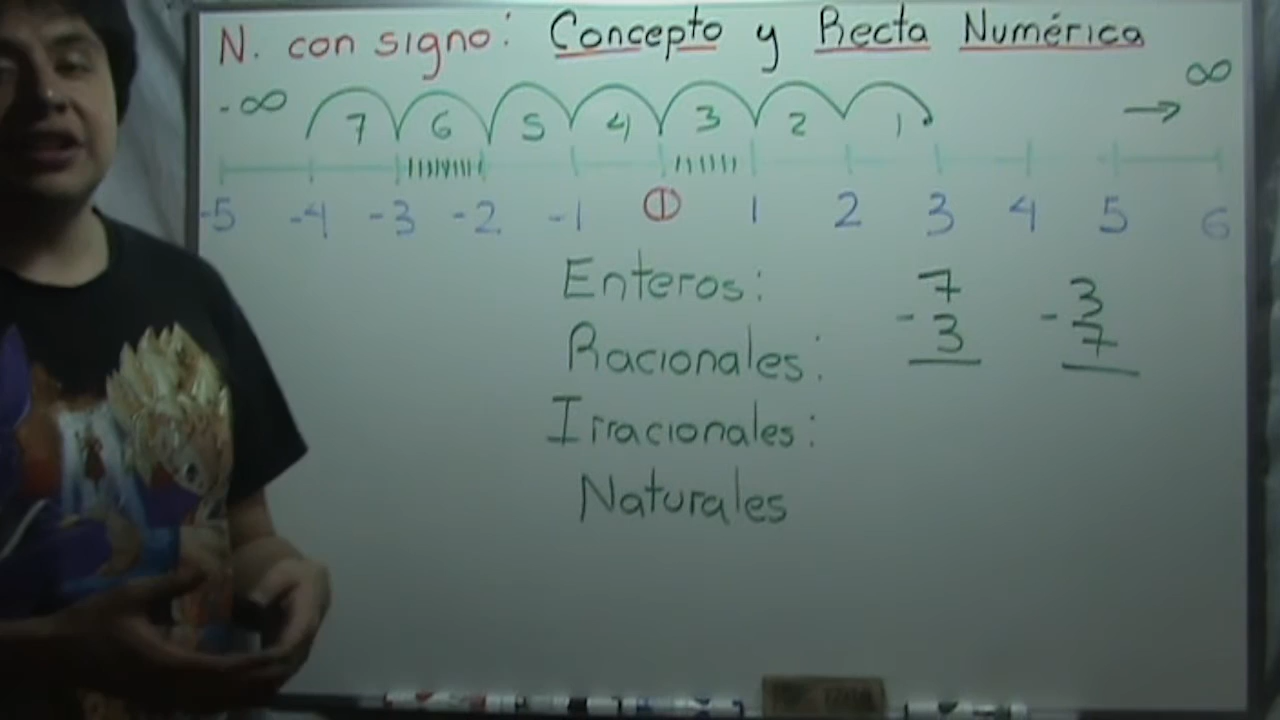 N. con signo: Concepto y Recta Numérica
-∞ → ∞
7 6 5 4 3 2 1
-5 -4 -3 -2 -1 0 1 2 3 4 5 6
Enteros:
7
- 3
3
- 7
Racionales:
Irracionales:
Naturales